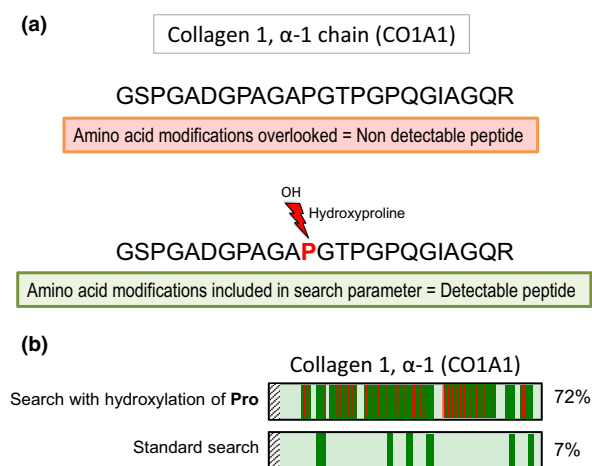 (a)
Collagen 1, α-1 chain (CO1A1)
GSPGADGPAGAPGTPGPQGIAGQR
Amino acid modifications overlooked = Non detectable peptide
OH
Hydroxyproline
GSPGADGPAGAPGTPGPQGIAGQR
Amino acid modifications included in search parameter = Detectable peptide
(b)
Collagen 1, α-1 (CO1A1)
Search with hydroxylation of Pro
72%
Standard search
7%